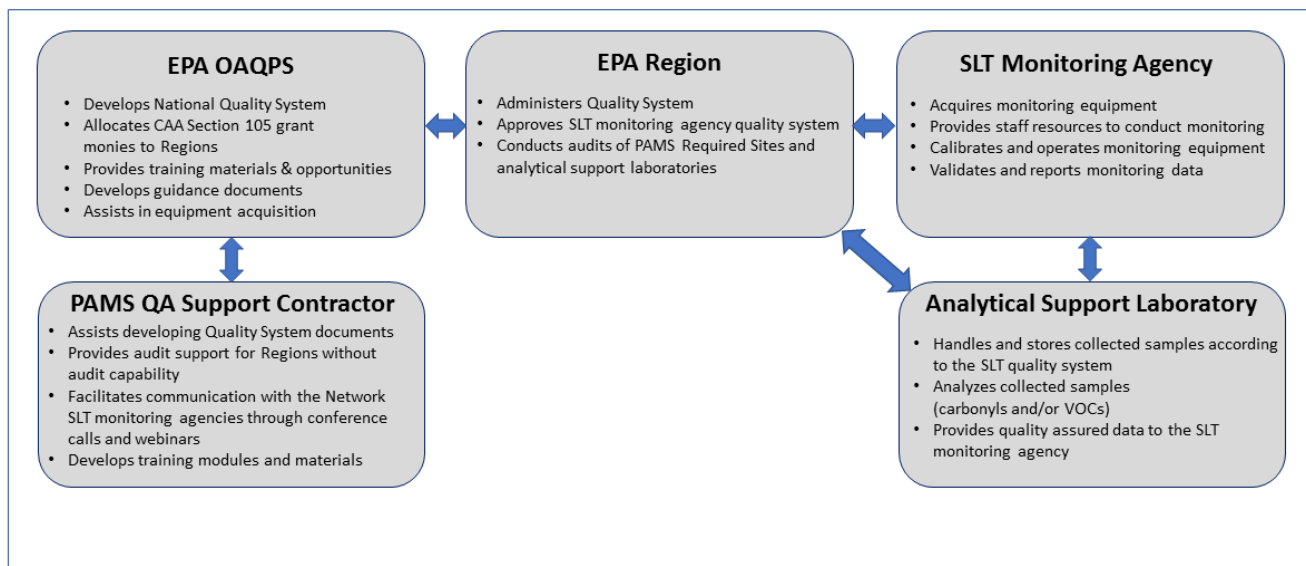 EPA OAQPS
• Develops National Quality System
• Allocates CAA Section 105 grant
monies to Regions
• Provides training materials & opportunities
• Develops guidance documents
• Assists in equipment acquisition
EPA Region
• Administers Quality System
• Approves SLT monitoring agency quality system
• Conducts audits of PAMS Required Sites and
analytical support laboratories
SLT Monitoring Agency
• Acquires monitoring equipment
• Provides staff resources to conduct monitoring
• Calibrates and operates monitoring equipment
• Validates and reports monitoring data
PAMS QA Support Contractor
• Assists developing Quality System documents
• Provides audit support for Regions without
audit capability
• Facilitates communication with the Network
SLT monitoring agencies through conference
calls and webinars
• Develops training modules and materials
Analytical Support Laboratory
• Handles and stores collected samples according
to the SLT quality system
• Analyzes collected samples
(carbonyls and/or VOCs)
• Provides quality assured data to the SLT
monitoring agency